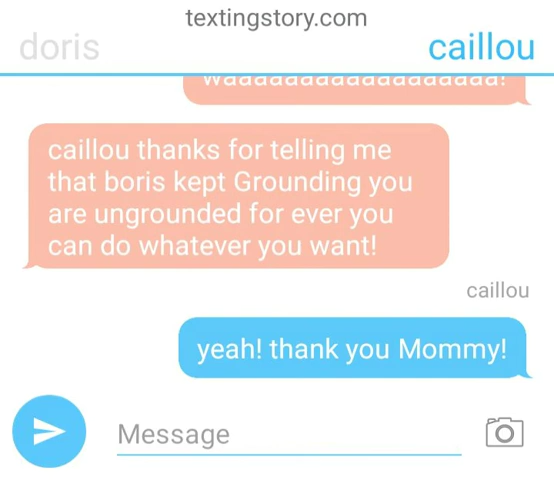 textingstory.com
doris
caillou
waaaaaaaaaaaaaaaaaaaa!
caillou thanks for telling me
that boris kept Grounding you
are ungrounded for ever you
can do whatever you want!
caillou
yeah! thank you Mommy!
Message